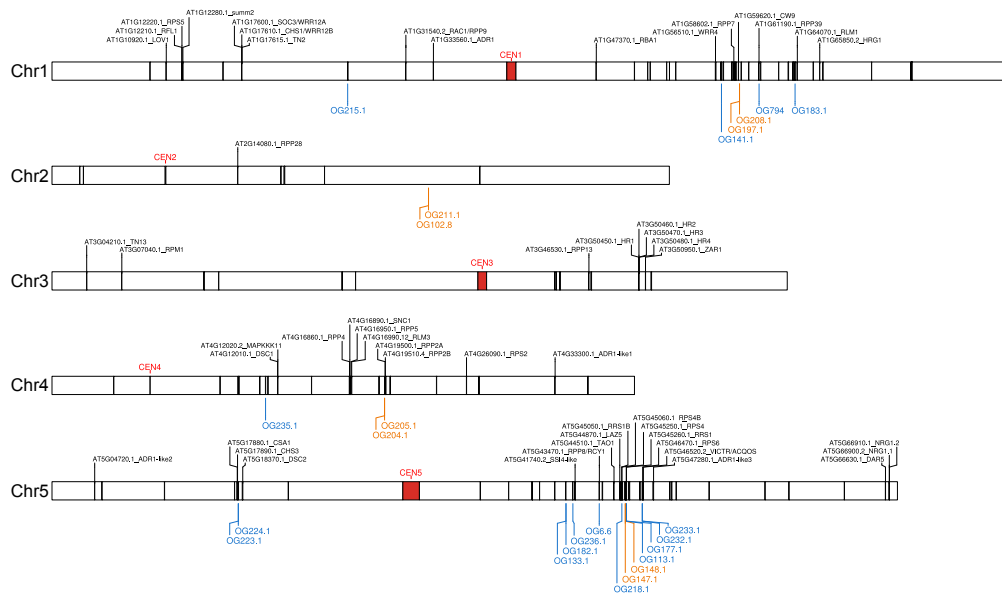 AT1G59620.1_CW9
AT1G12280.1_summ2
AT1G58602.1_RPP7
AT1G12220.1_RPS5
AT1G17600.1_SOC3/WRR12A
AT1G61190.1_RPP39
AT1G12210.1_RFL1
AT1G17610.1_CHS1/WRR12B
AT1G31540.2_RAC1/RPP9
AT1G56510.1_WRR4
AT1G64070.1_RLM1
AT1G10920.1_LOV1
AT1G17615.1_TN2
AT1G33560.1_ADR1
AT1G47370.1_RBA1
AT1G65850.2_HRG1
CEN1
Chr1
OG215.1
OG794
OG183.1
OG208.1
OG197.1
OG141.1
AT2G14080.1_RPP28
CEN2
Chr2
OG211.1
OG102.8
AT3G50460.1_HR2
AT3G50470.1_HR3
AT3G04210.1_TN13
AT3G50450.1_HR1
AT3G50480.1_HR4
AT3G07040.1_RPM1
AT3G46530.1_RPP13
AT3G50950.1_ZAR1
CEN3
Chr3
AT4G16890.1_SNC1
AT4G16950.1_RPP5
AT4G16860.1_RPP4
AT4G16990.12_RLM3
AT4G12020.2_MAPKKK11
AT4G19500.1_RPP2A
AT4G12010.1_DSC1
AT4G19510.4_RPP2B
AT4G26090.1_RPS2
AT4G33300.1_ADR1-like1
CEN4
Chr4
OG235.1
OG205.1
OG204.1
AT5G45060.1_RPS4B
AT5G45050.1_RRS1B
AT5G45250.1_RPS4
AT5G44870.1_LAZ5
AT5G45260.1_RRS1
AT5G17880.1_CSA1
AT5G44510.1_TAO1
AT5G46470.1_RPS6
AT5G66910.1_NRG1.2
AT5G17890.1_CHS3
AT5G43470.1_RPP8/RCY1
AT5G46520.2_VICTR/ACQOS
AT5G66900.2_NRG1.1
AT5G04720.1_ADR1-like2
AT5G18370.1_DSC2
AT5G41740.2_SSI4-like
AT5G47280.1_ADR1-like3
AT5G66630.1_DAR5
CEN5
Chr5
OG224.1
OG223.1
OG6.6
OG233.1
OG236.1
OG232.1
OG182.1
OG177.1
OG133.1
OG113.1
OG148.1
OG147.1
OG218.1